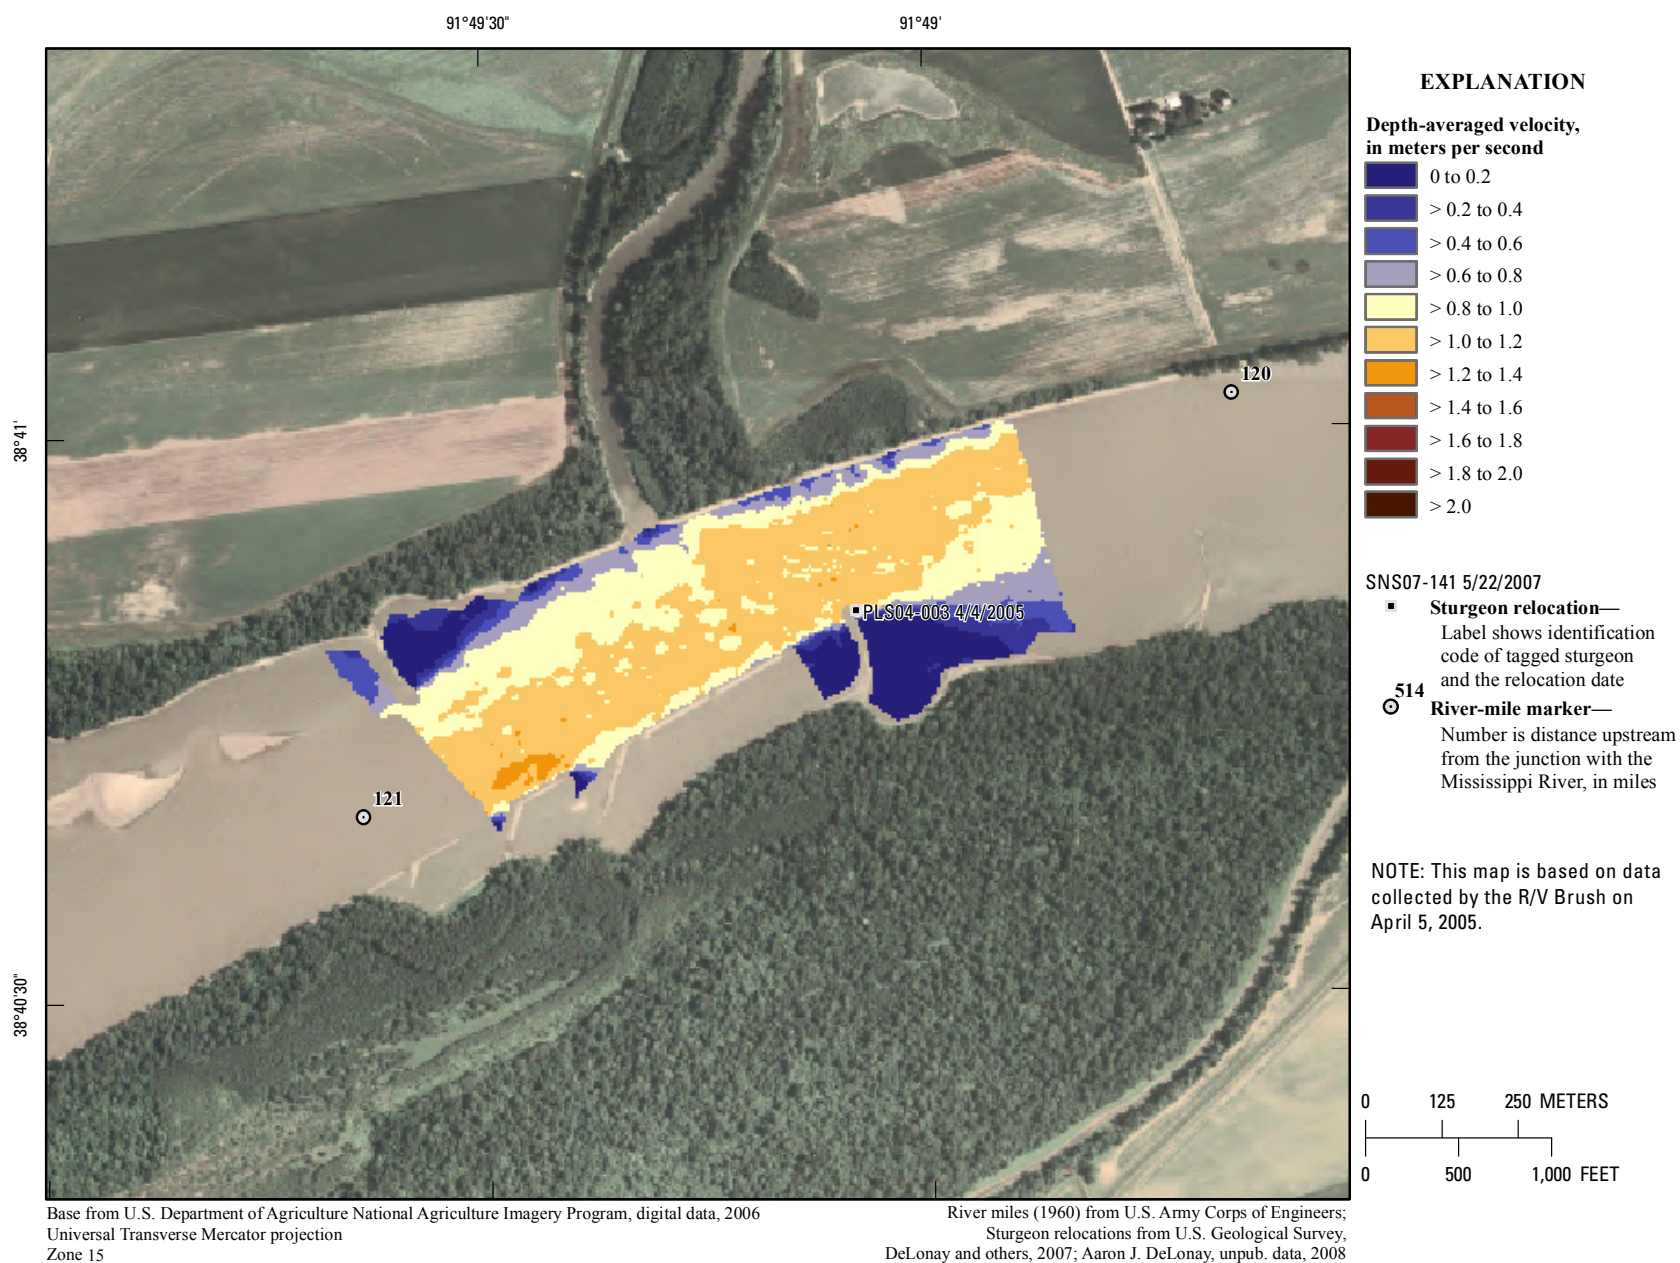 91°49'30"
91°49'
38°41'
38°40'30"
120
121
PLS04-003 4/4/2005
EXPLANATION
Depth-averaged velocity,
in meters per second
0 to 0.2
> 0.2 to 0.4
> 0.4 to 0.6
> 0.6 to 0.8
> 0.8 to 1.0
> 1.0 to 1.2
> 1.2 to 1.4
> 1.4 to 1.6
> 1.6 to 1.8
> 1.8 to 2.0
> 2.0
SNS07-141 5/22/2007
Sturgeon relocation—
Label shows identification
code of tagged sturgeon
and the relocation date
514
River-mile marker—
Number is distance upstream
from the junction with the
Mississippi River, in miles
NOTE: This map is based on data
collected by the R/V Brush on
April 5, 2005.
0 125 250 METERS
0 500 1,000 FEET
Base from U.S. Department of Agriculture National Agriculture Imagery Program, digital data, 2006
Universal Transverse Mercator projection
Zone 15
River miles (1960) from U.S. Army Corps of Engineers;
Sturgeon relocations from U.S. Geological Survey,
DeLonay and others, 2007; Aaron J. DeLonay, unpub. data, 2008